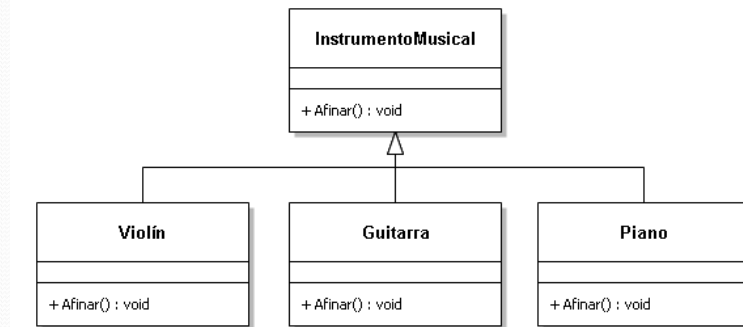 InstrumentoMusical
+ Afinar() : void
Violín
+ Afinar() : void
Guitarra
+ Afinar() : void
Piano
+ Afinar() : void